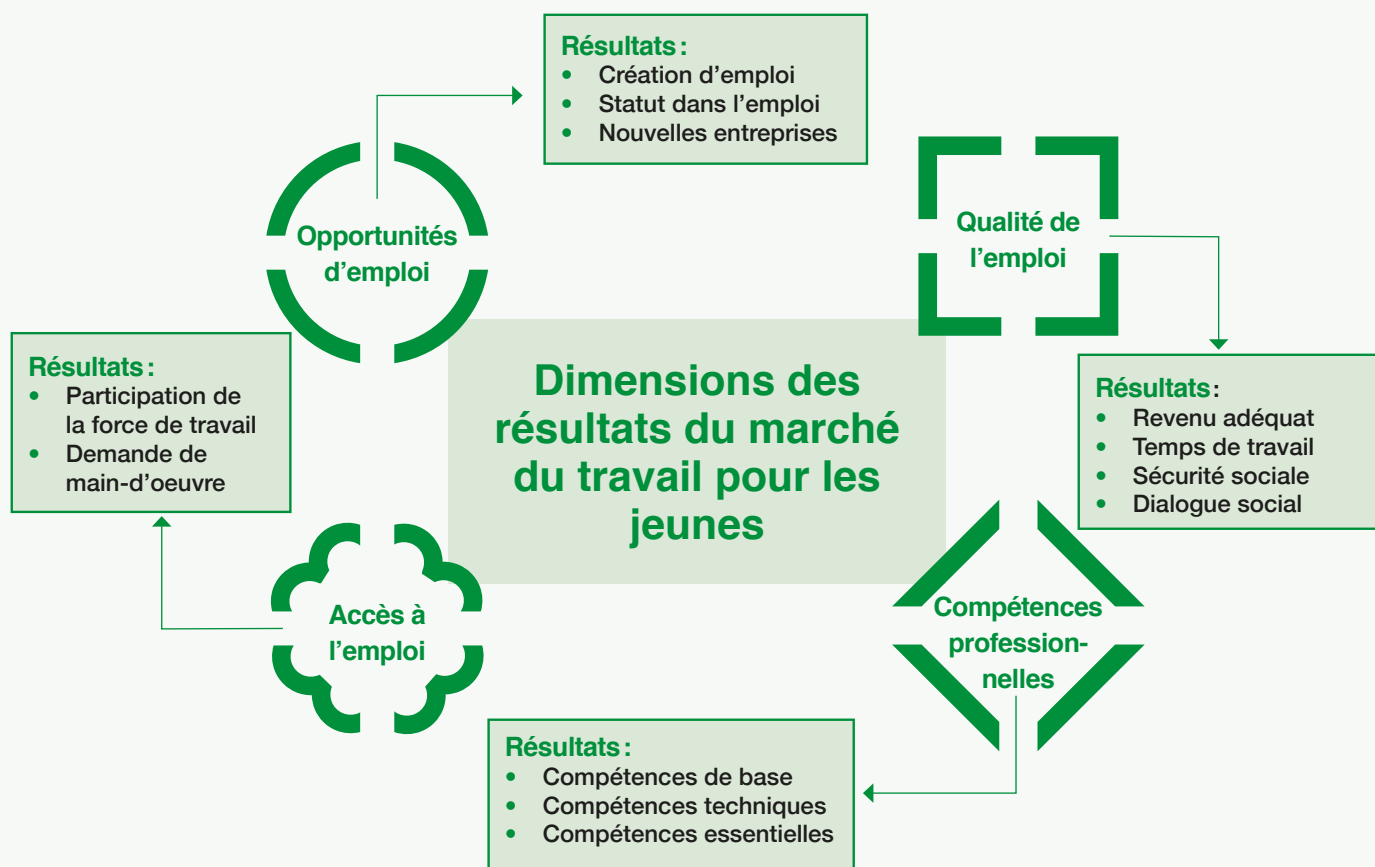 Résultats :
• Création d’emploi
• Statut dans l’emploi
• Nouvelles entreprises
Opportunités
d’emploi
Qualité de
l’emploi
Résultats :
• Participation de
la force de travail
• Demande de
main-d'oeuvre
Dimensions des
résultats du marché
du travail pour les
jeunes
Résultats :
• Revenu adéquat
• Temps de travail
• Sécurité sociale
• Dialogue social
Accès à
l’emploi
Compétences
profession-
nelles
Résultats :
• Compétences de base
• Compétences techniques
• Compétences essentielles